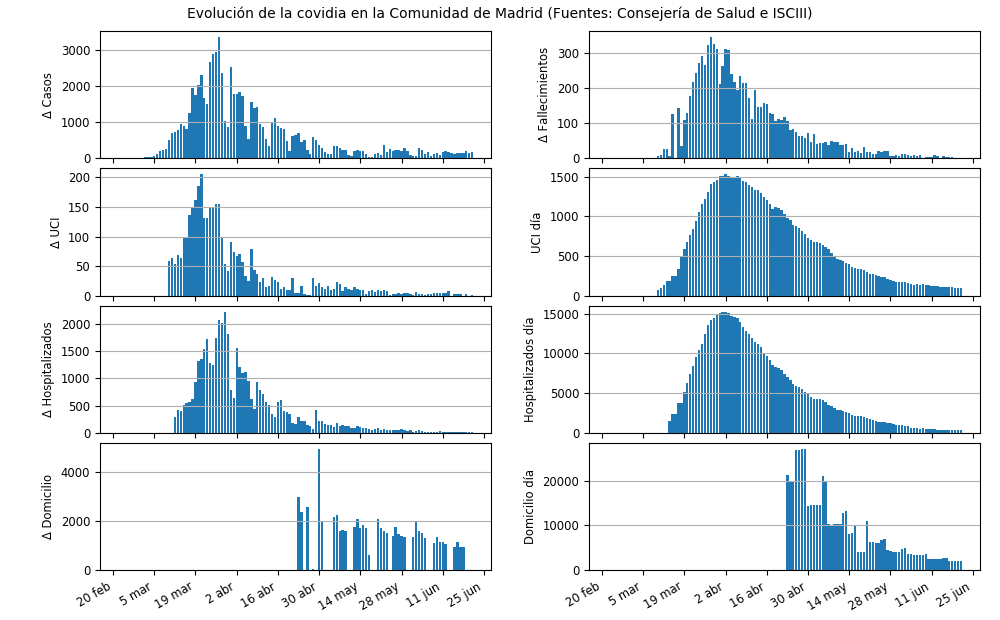 Evolución de la covidia en la Comunidad de Madrid (Fuentes: Consejería de Salud e ISCIII)
Δ Casos
3000
2000
1000
0
Δ Fallecimientos
300
200
100
0
Δ UCI
200
150
100
50
0
UCI día
1500
1000
500
0
Δ Hospitalizados
2000
1500
1000
500
0
Hospitalizados día
15000
10000
5000
0
Δ Domicilio
4000
2000
0
Domicilio día
20000
10000
0
20 feb 5 mar 19 mar 2 abr 16 abr 30 abr 14 may 28 may 11 jun 25 jun
20 feb 5 mar 19 mar 2 abr 16 abr 30 abr 14 may 28 may 11 jun 25 jun